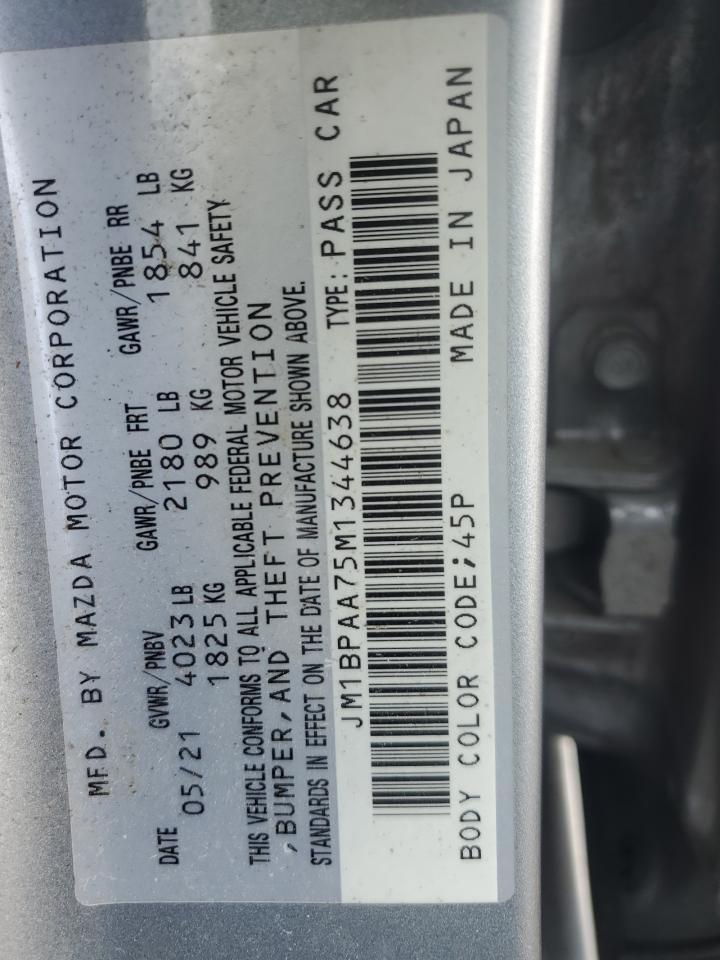 MFD. BY MAZDA MOTOR CORPORATION
DATE GVWR/PNBV GAWR/PNBE FRT GAWR/PNBE RR
05/21 4023 LB 2180 LB 1854 LB
1825 KG 989 KG 841 KG
THIS VEHICLE CONFORMS TO ALL APPLICABLE FEDERAL MOTOR VEHICLE SAFETY
,BUMPER,AND THEFT PREVENTION
STANDARDS IN EFFECT ON THE DATE OF MANUFACTURE SHOWN ABOVE.
JM1BPAA75M1344638 TYPE: PASS CAR
BODY COLOR CODE;45P MADE IN JAPAN